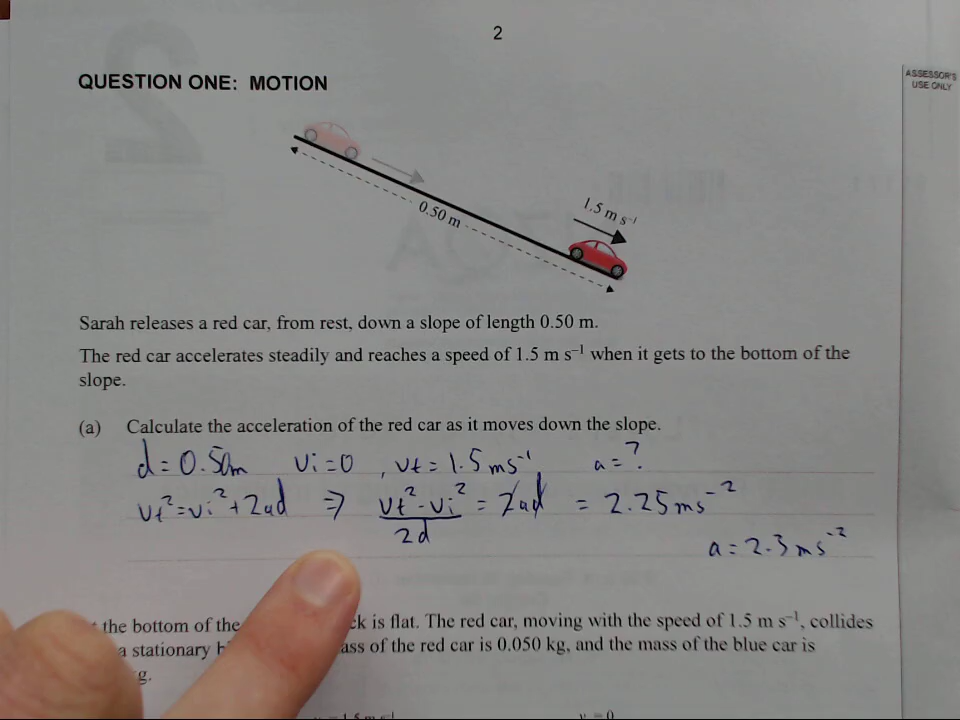 2
QUESTION ONE: MOTION
ASSESSOR'S
USE ONLY
0.50 m
1.5 m s⁻¹
Sarah releases a red car, from rest, down a slope of length 0.50 m.
The red car accelerates steadily and reaches a speed of 1.5 m s⁻¹ when it gets to the bottom of the
slope.
(a) Calculate the acceleration of the red car as it moves down the slope.
d = 0.50m vi = 0 , vf = 1.5 ms⁻¹ a = ?
vf² = vi² + 2ad ⇒ (vf² - vi²)/2d = 2ad = 2.25 ms⁻²
a = 2.3 ms⁻²
the bottom of the is flat. The red car, moving with the speed of 1.5 m s⁻¹, collides
a stationary of the red car is 0.050 kg, and the mass of the blue car is